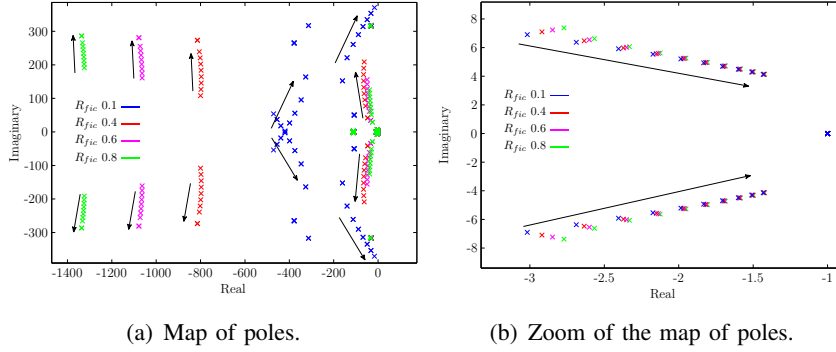 300
200
100
0
-100
-200
-300
Imaginary
R_fic 0.1
R_fic 0.4
R_fic 0.6
R_fic 0.8
-1400 -1200 -1000 -800 -600 -400 -200 0
Real
(a) Map of poles.
8
6
4
2
0
-2
-4
-6
-8
Imaginary
R_fic 0.1
R_fic 0.4
R_fic 0.6
R_fic 0.8
-3 -2.5 -2 -1.5 -1
Real
(b) Zoom of the map of poles.